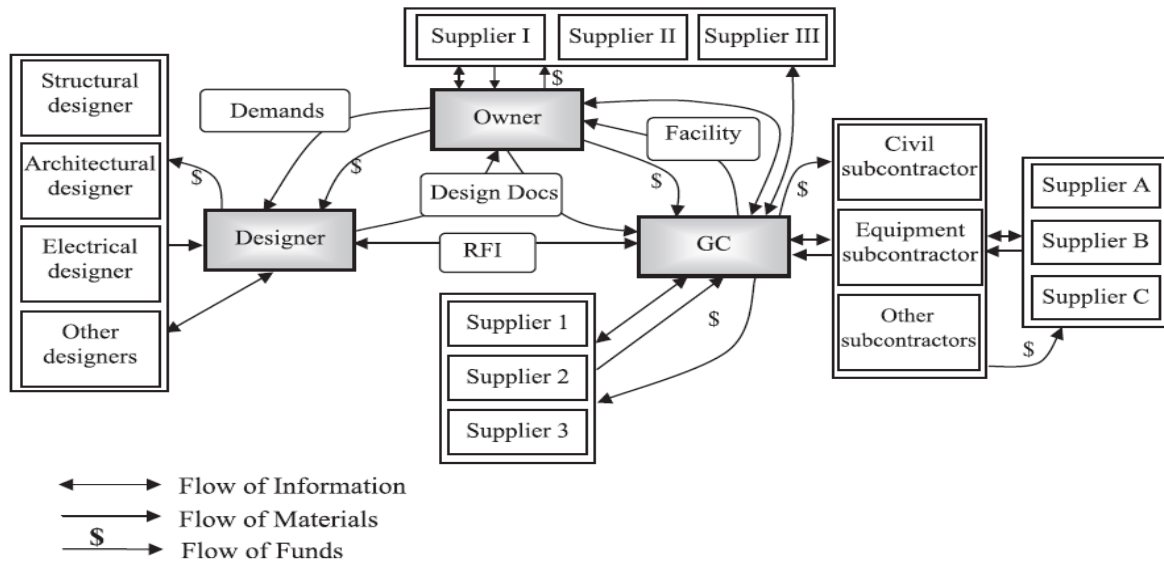 Supplier I
Supplier II
Supplier III
$
Structural
designer
Architectural
designer
Electrical
designer
Other
designers
$
Demands
Owner
Facility
$
Design Docs
$
$
Designer
RFI
GC
Civil
subcontractor
Equipment
subcontractor
Other
subcontractors
Supplier A
Supplier B
Supplier C
$
Supplier 1
Supplier 2
Supplier 3
$
Flow of Information
Flow of Materials
$
Flow of Funds